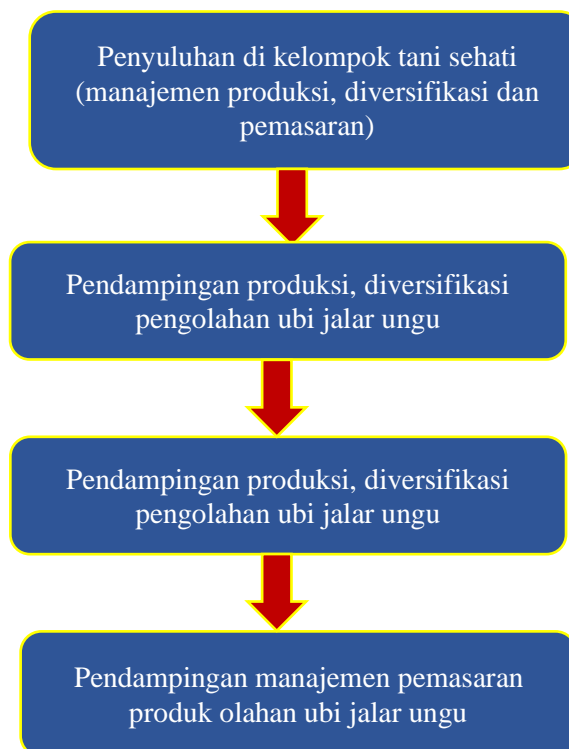 Penyuluhan di kelompok tani sehati
(manajemen produksi, diversifikasi dan
pemasaran)
Pendampingan produksi, diversifikasi
pengolahan ubi jalar ungu
Pendampingan produksi, diversifikasi
pengolahan ubi jalar ungu
Pendampingan manajemen pemasaran
produk olahan ubi jalar ungu